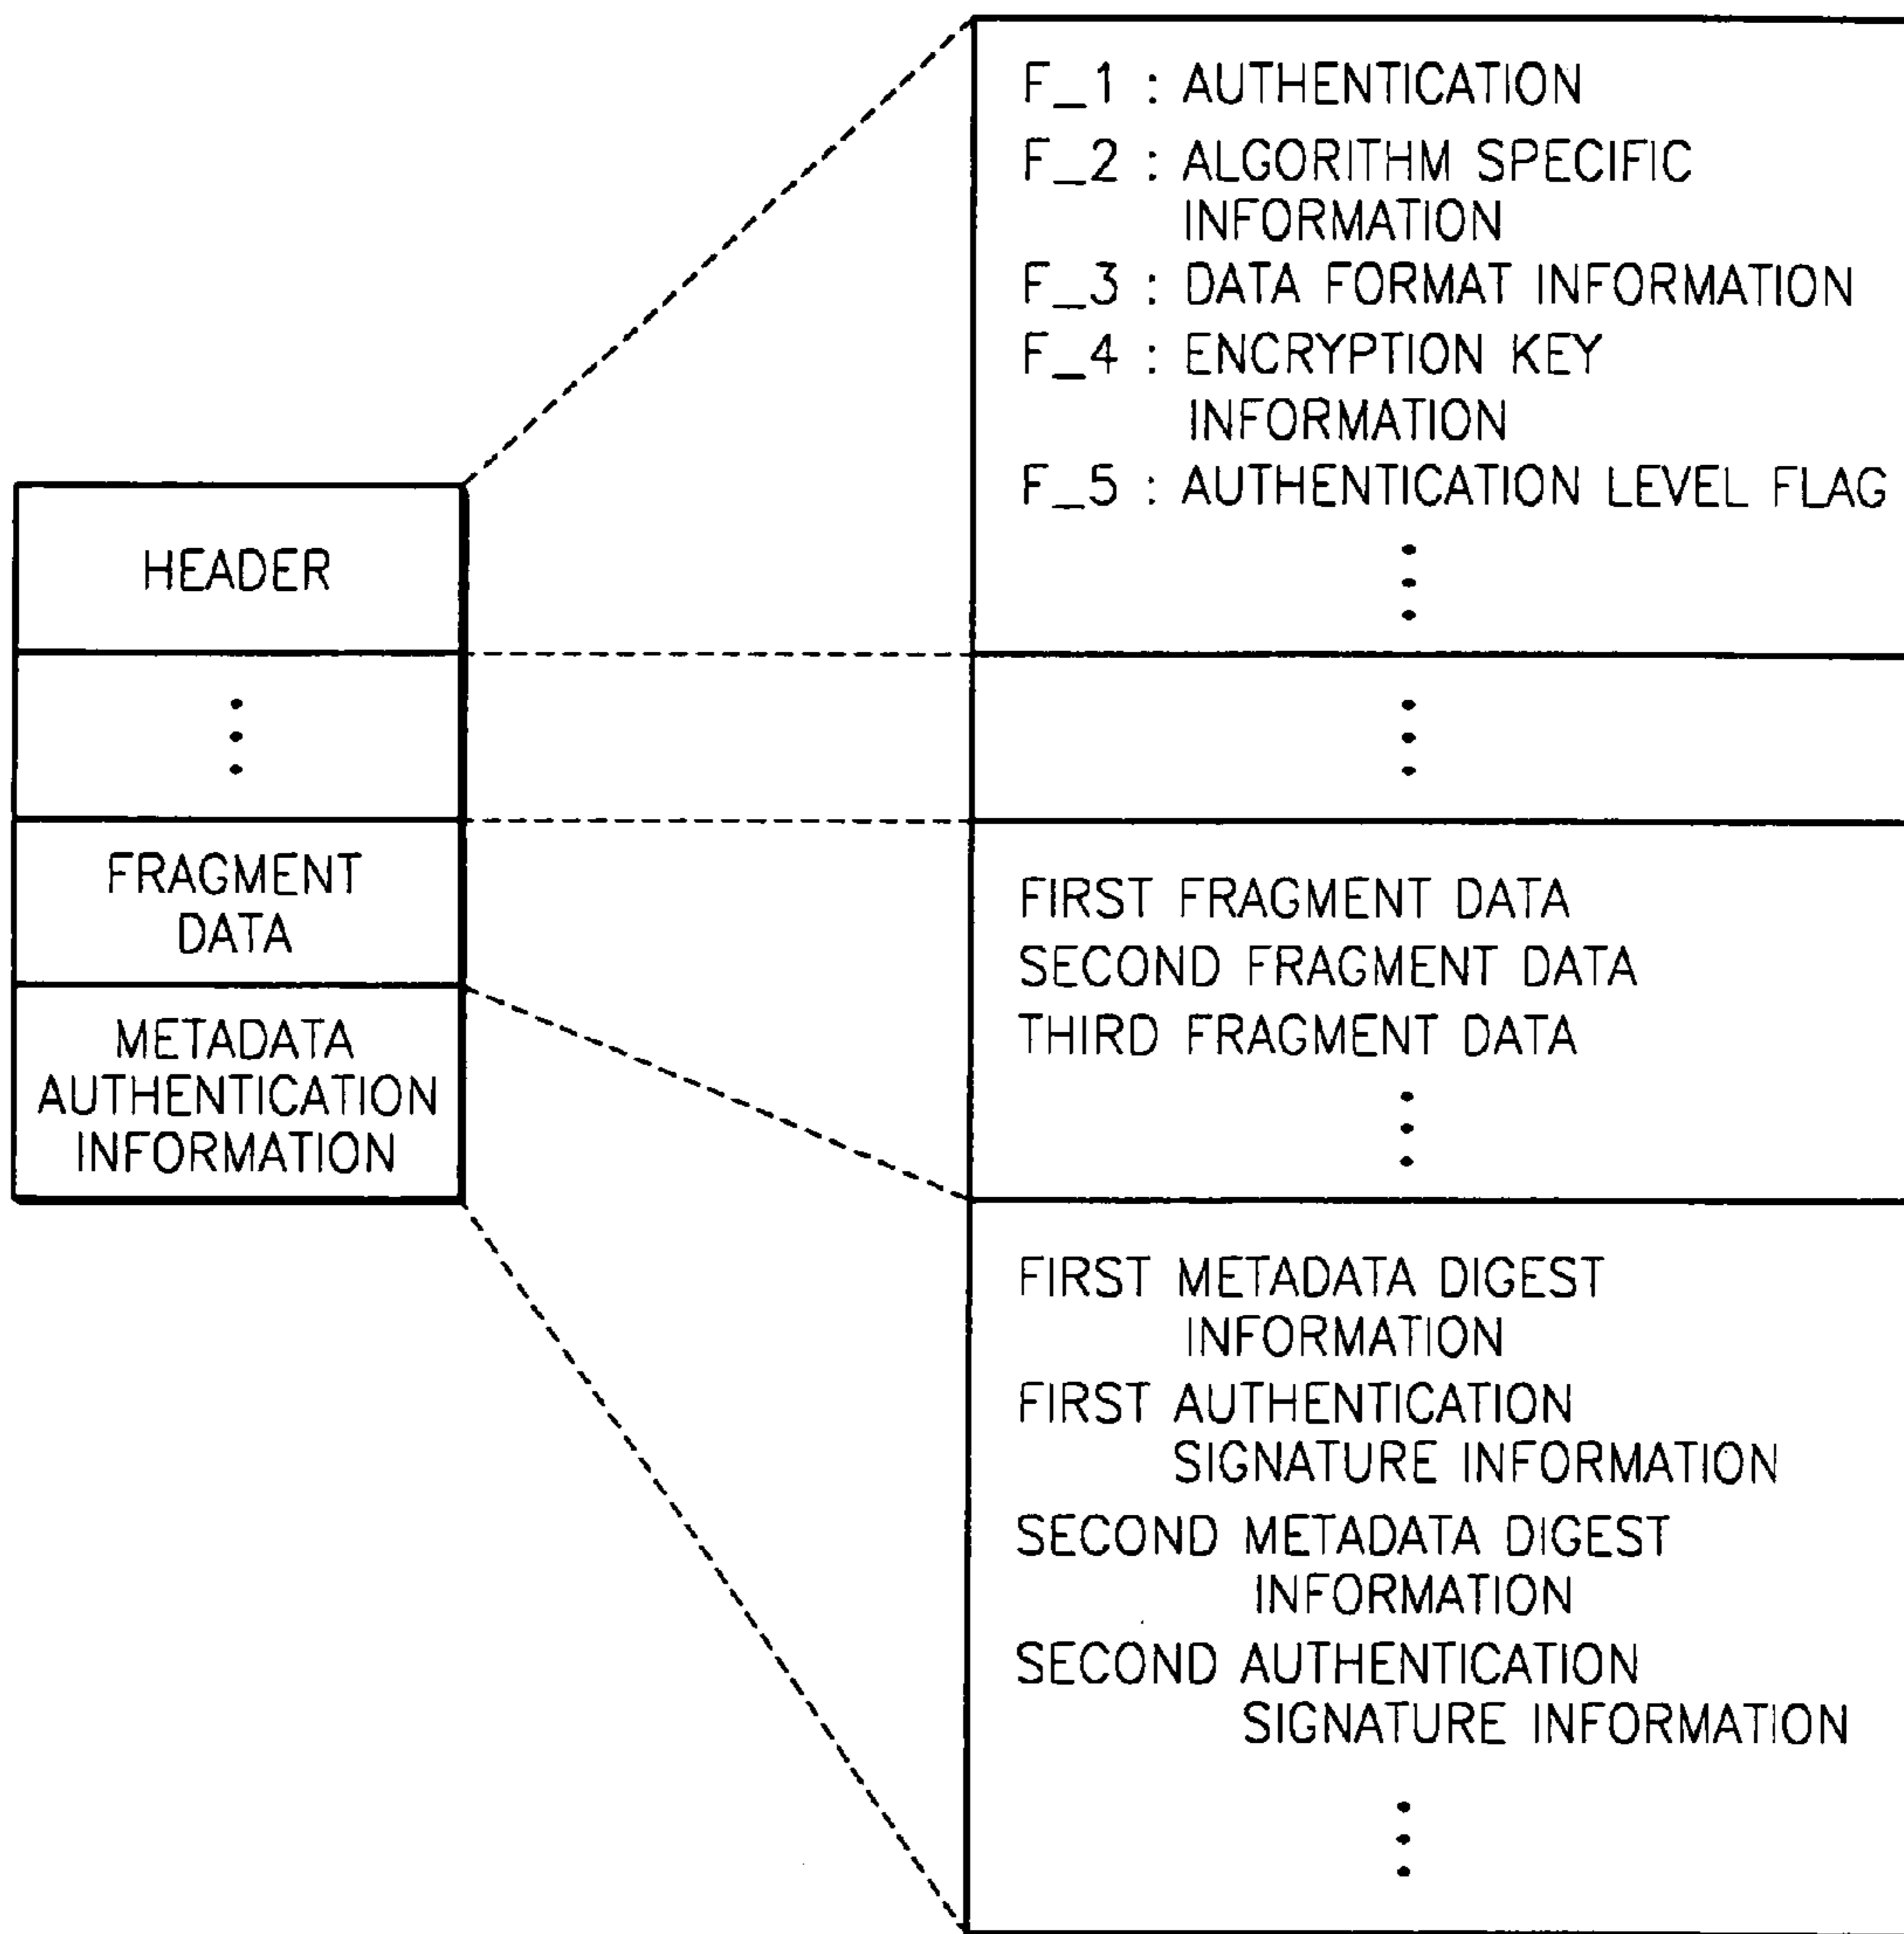 HEADER
FRAGMENT
DATA
METADATA
AUTHENTICATION
INFORMATION
F_1 : AUTHENTICATION
F_2 : ALGORITHM SPECIFIC
INFORMATION
F_3 : DATA FORMAT INFORMATION
F_4 : ENCRYPTION KEY
INFORMATION
F_5 : AUTHENTICATION LEVEL FLAG
FIRST FRAGMENT DATA
SECOND FRAGMENT DATA
THIRD FRAGMENT DATA
FIRST METADATA DIGEST
INFORMATION
FIRST AUTHENTICATION
SIGNATURE INFORMATION
SECOND METADATA DIGEST
INFORMATION
SECOND AUTHENTICATION
SIGNATURE INFORMATION